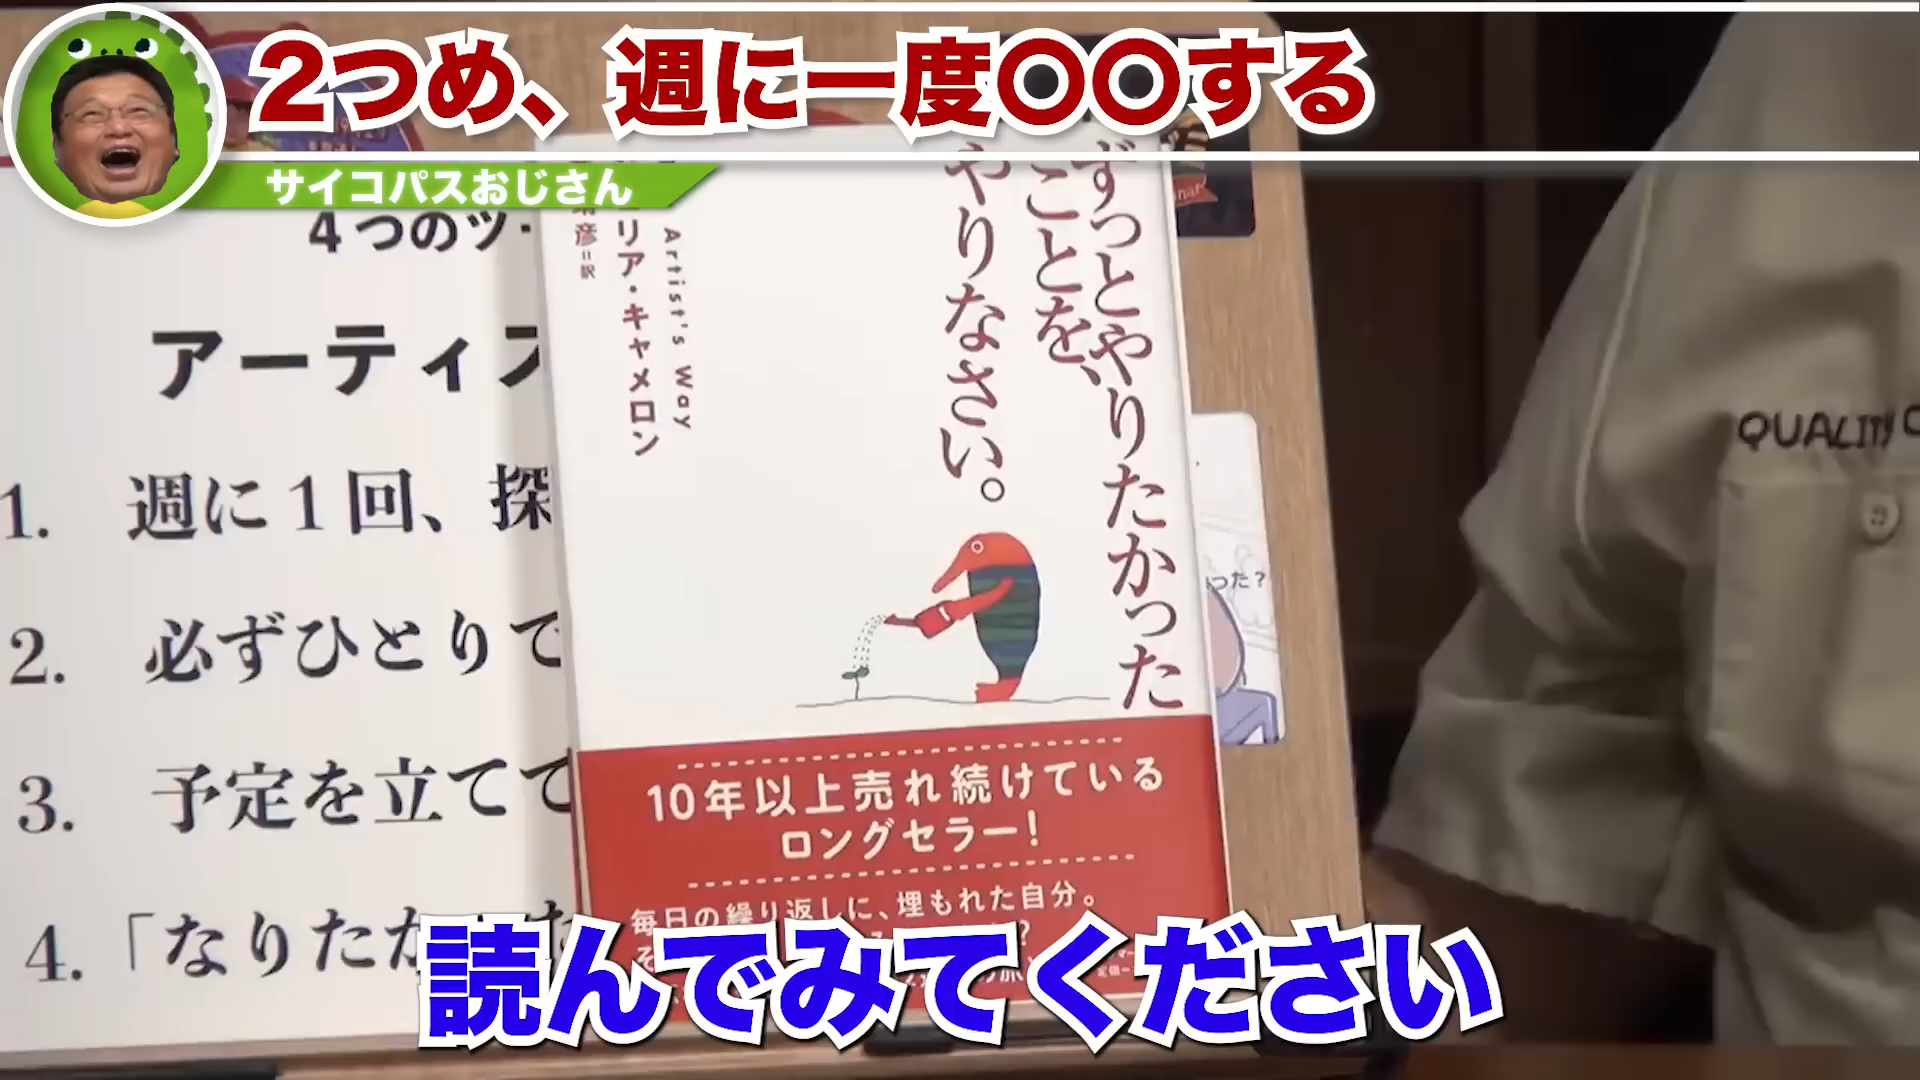 2つめ、週に一度〇〇する
サイコパスおじさん
4つのツ
アーティ
1. 週に1回、探
2. 必ずひとりで
3. 予定を立てて
4.「なりたか
ずっとやりたかった
ことを、
やりなさい。
Artist's Way
リア・キャメロン
彦=訳
10年以上売れ続けている
ロングセラー!
毎日の繰り返しに、埋もれた自分。
QUALITY
った?
読んでみてください